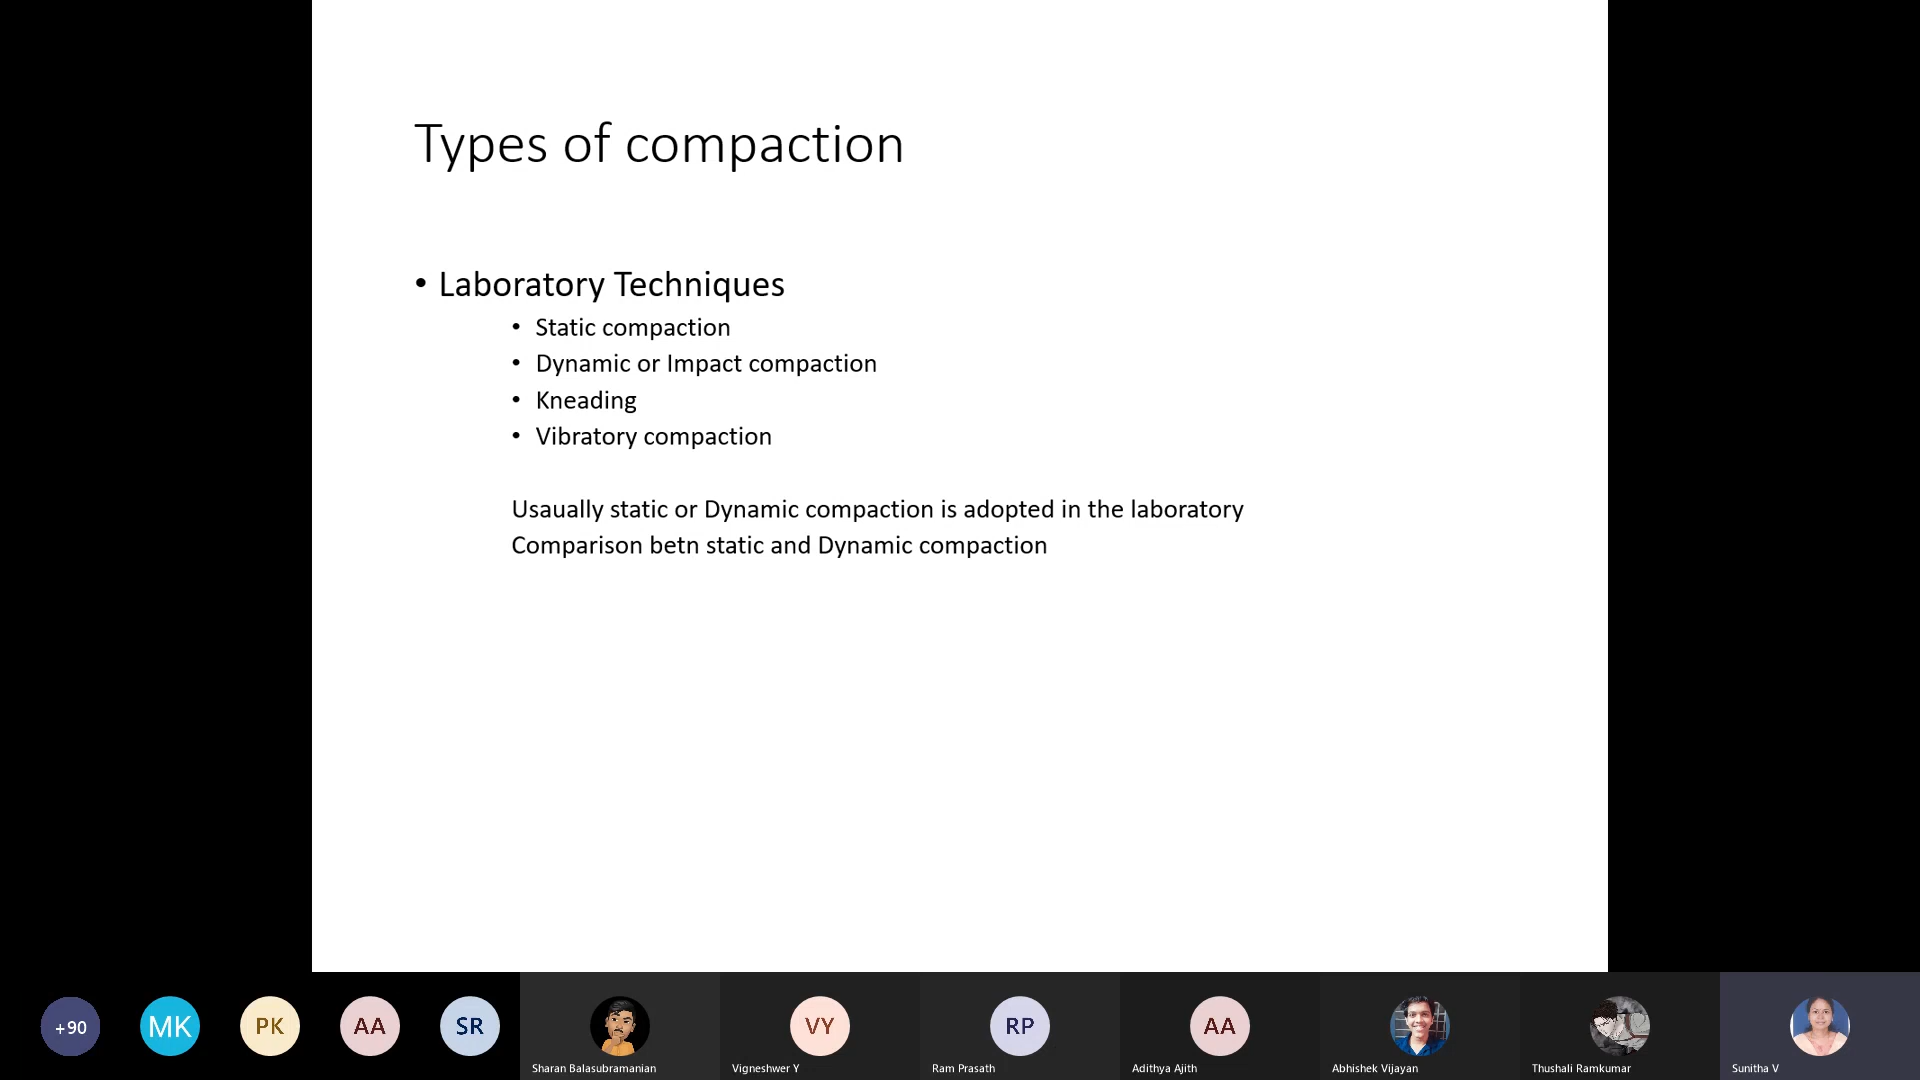 Types of compaction
• Laboratory Techniques
• Static compaction
• Dynamic or Impact compaction
• Kneading
• Vibratory compaction
Usaually static or Dynamic compaction is adopted in the laboratory
Comparison betn static and Dynamic compaction
+90
MK
PK
AA
SR
Sharan Balasubramanian
VY
Vigneshwer Y
RP
Ram Prasath
AA
Adithya Ajith
Abhishek Vijayan
Thushali Ramkumar
Sunitha V